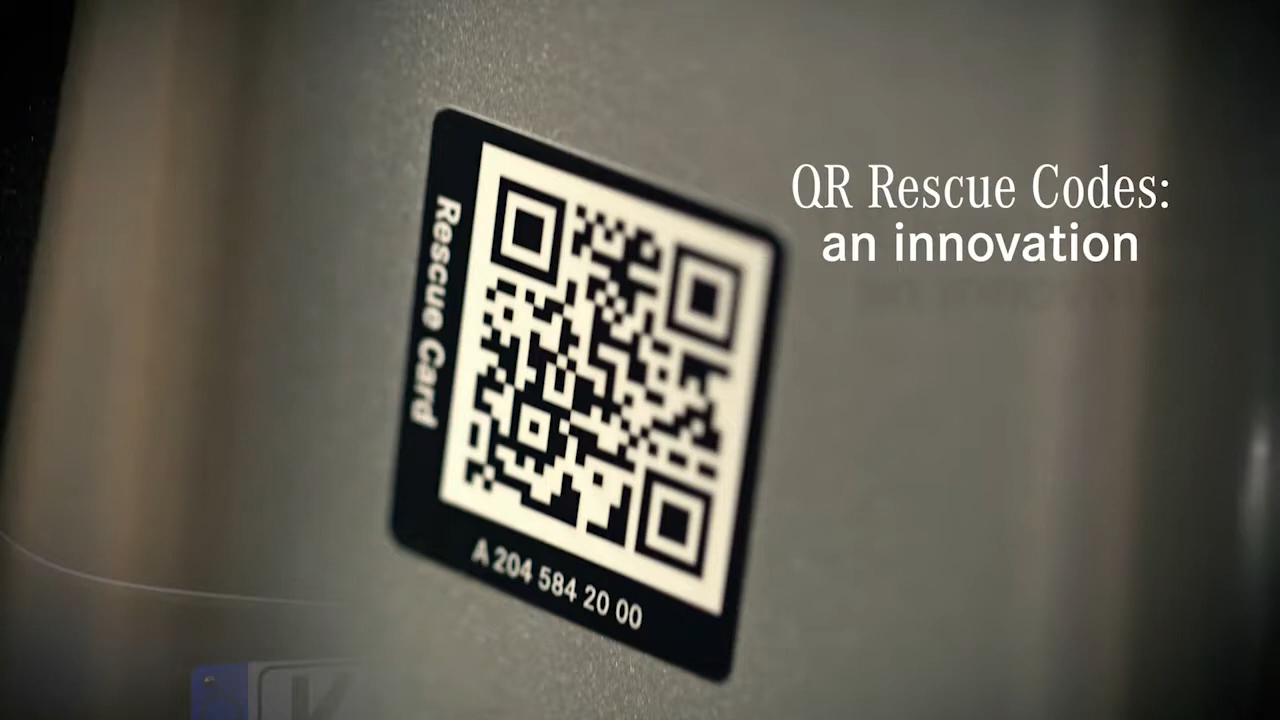 QR Rescue Codes:
an innovation
Rescue Card
A 204 584 20 00
K